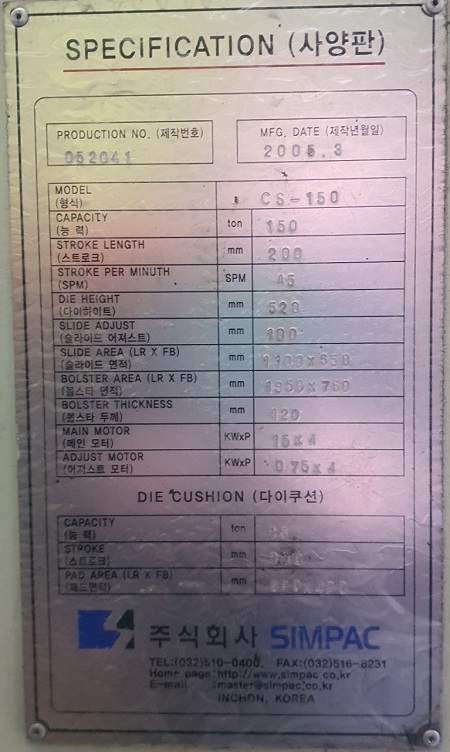 SPECIFICATION (사양판)
PRODUCTION NO. (제작번호) MFG. DATE (제작년월일)
052041 2005.3
MODEL
(형식) CS-150
CAPACITY
(능 력) ton 150
STROKE LENGTH
(스트로크) mm 200
STROKE PER MINUTH
(SPM) SPM 45
DIE HEIGHT
(다이하이트) mm 520
SLIDE ADJUST
(슬라이드 어져스트) mm 100
SLIDE AREA (LR X FB)
(슬라이드 면적) mm 1100x550
BOLSTER AREA (LR X FB)
(볼스타 면적) mm 1350x760
BOLSTER THICKNESS
(볼스타 두께) mm 120
MAIN MOTOR
(메인 모터) KWxP 15x4
ADJUST MOTOR
(어져스트 모터) KWxP 0.75x4
DIE CUSHION (다이쿠션)
CAPACITY
(능 력) ton
STROKE
(스트로크) mm
PAD AREA (LR X FB)
(패드면적) mm
주식회사 SIMPAC
TEL:(032)510-0400, FAX:(032)516-6231
Home page:http://www.simpac.co.kr
E-mail :master@simpac.co.kr
INCHON, KOREA